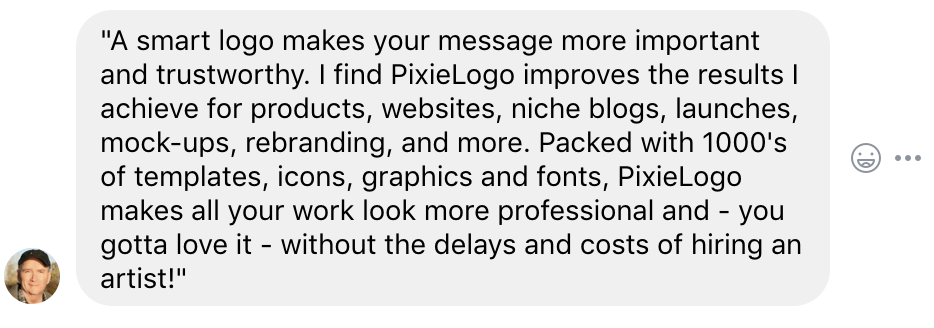 "A smart logo makes your message more important
and trustworthy. I find PixieLogo improves the results I
achieve for products, websites, niche blogs, launches,
mock-ups, rebranding, and more. Packed with 1000's
of templates, icons, graphics and fonts, PixieLogo
makes all your work look more professional and - you
gotta love it - without the delays and costs of hiring an
artist!"